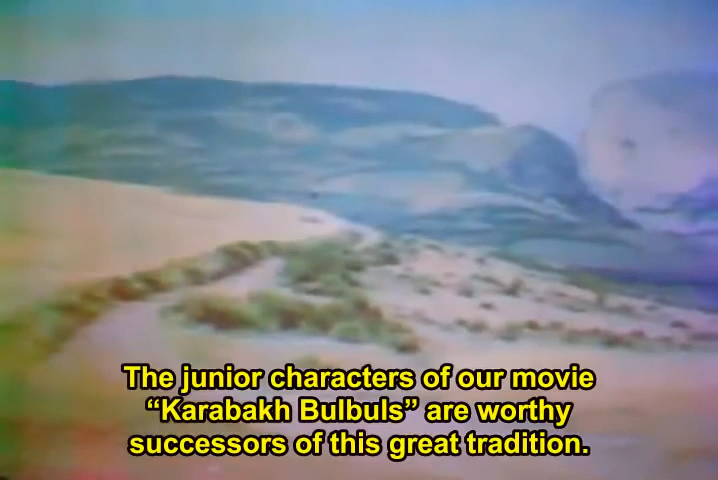 The junior characters of our movie
“Karabakh Bulbuls” are worthy
successors of this great tradition.